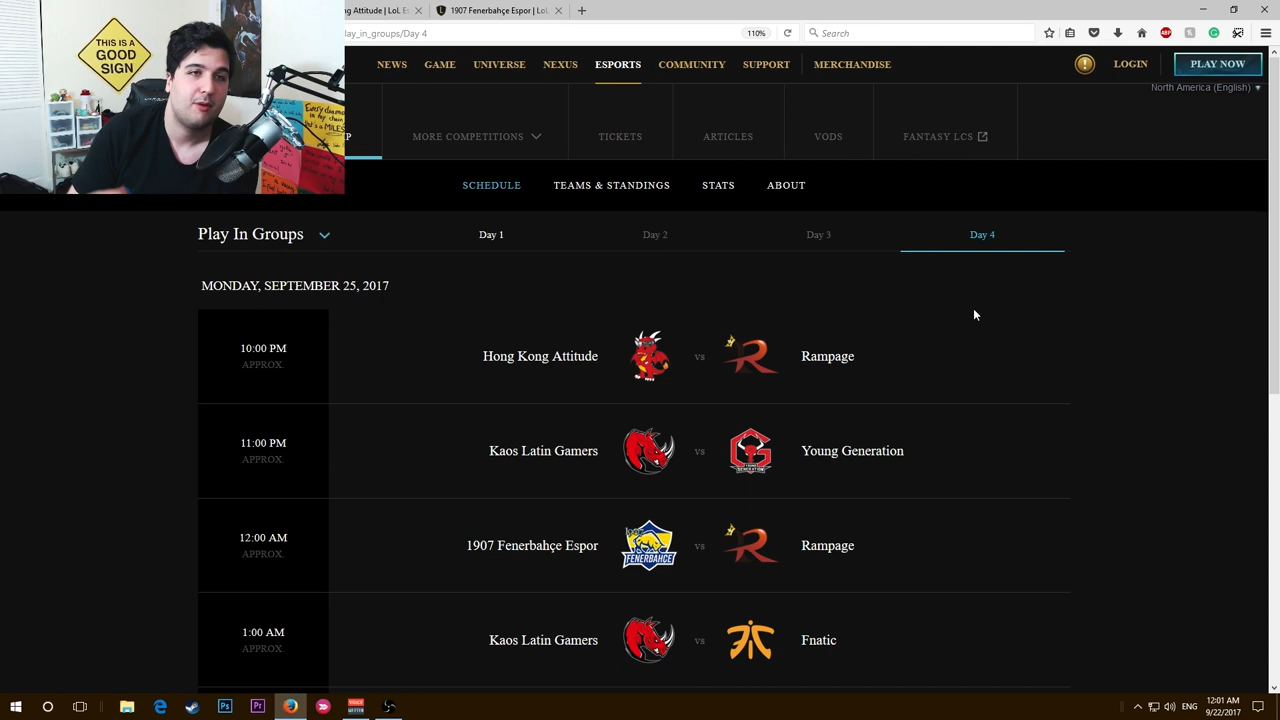 ng Attitude | LoL E
1907 Fenerbahçe Espor | LoL
lay_in_groups/Day 4
110%
Search
THIS IS A
GOOD
SIGN
NEWS
GAME
UNIVERSE
NEXUS
ESPORTS
COMMUNITY
SUPPORT
MERCHANDISE
LOGIN
PLAY NOW
North America (English)
MORE COMPETITIONS
TICKETS
ARTICLES
VODS
FANTASY LCS
SCHEDULE
TEAMS & STANDINGS
STATS
ABOUT
Play In Groups
Day 1
Day 2
Day 3
Day 4
MONDAY, SEPTEMBER 25, 2017
10:00 PM
APPROX.
Hong Kong Attitude
vs
Rampage
11:00 PM
APPROX.
Kaos Latin Gamers
vs
Young Generation
12:00 AM
APPROX.
1907 Fenerbahçe Espor
FENERBAHCE
vs
Rampage
1:00 AM
APPROX.
Kaos Latin Gamers
vs
Fnatic
ENG
12:01 AM
9/22/2017